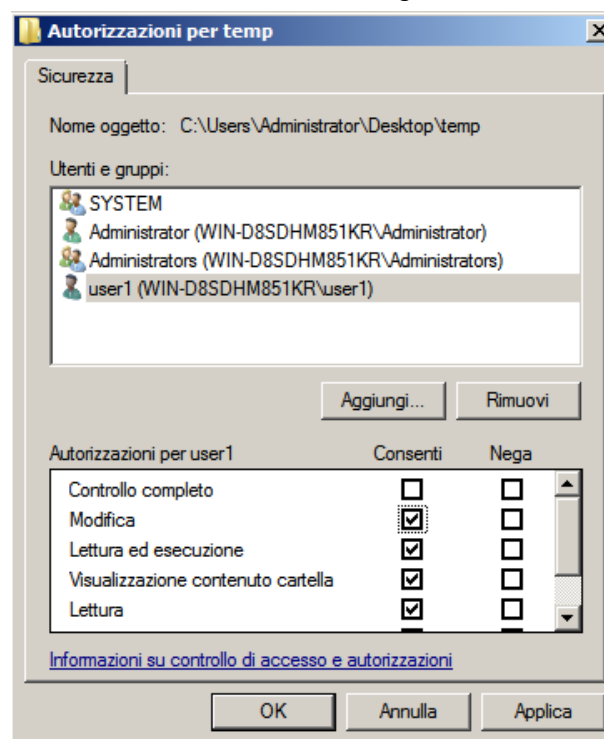 Autorizzazioni per temp
Sicurezza
Nome oggetto: C:\Users\Administrator\Desktop\temp
Utenti e gruppi:
SYSTEM
Administrator (WIN-D8SDHM851KR\Administrator)
Administrators (WIN-D8SDHM851KR\Administrators)
user1 (WIN-D8SDHM851KR\user1)
Aggiungi... Rimuovi
Autorizzazioni per user1 Consenti Nega
Controllo completo
Modifica
Lettura ed esecuzione
Visualizzazione contenuto cartella
Lettura
Informazioni su controllo di accesso e autorizzazioni
OK Annulla Applica